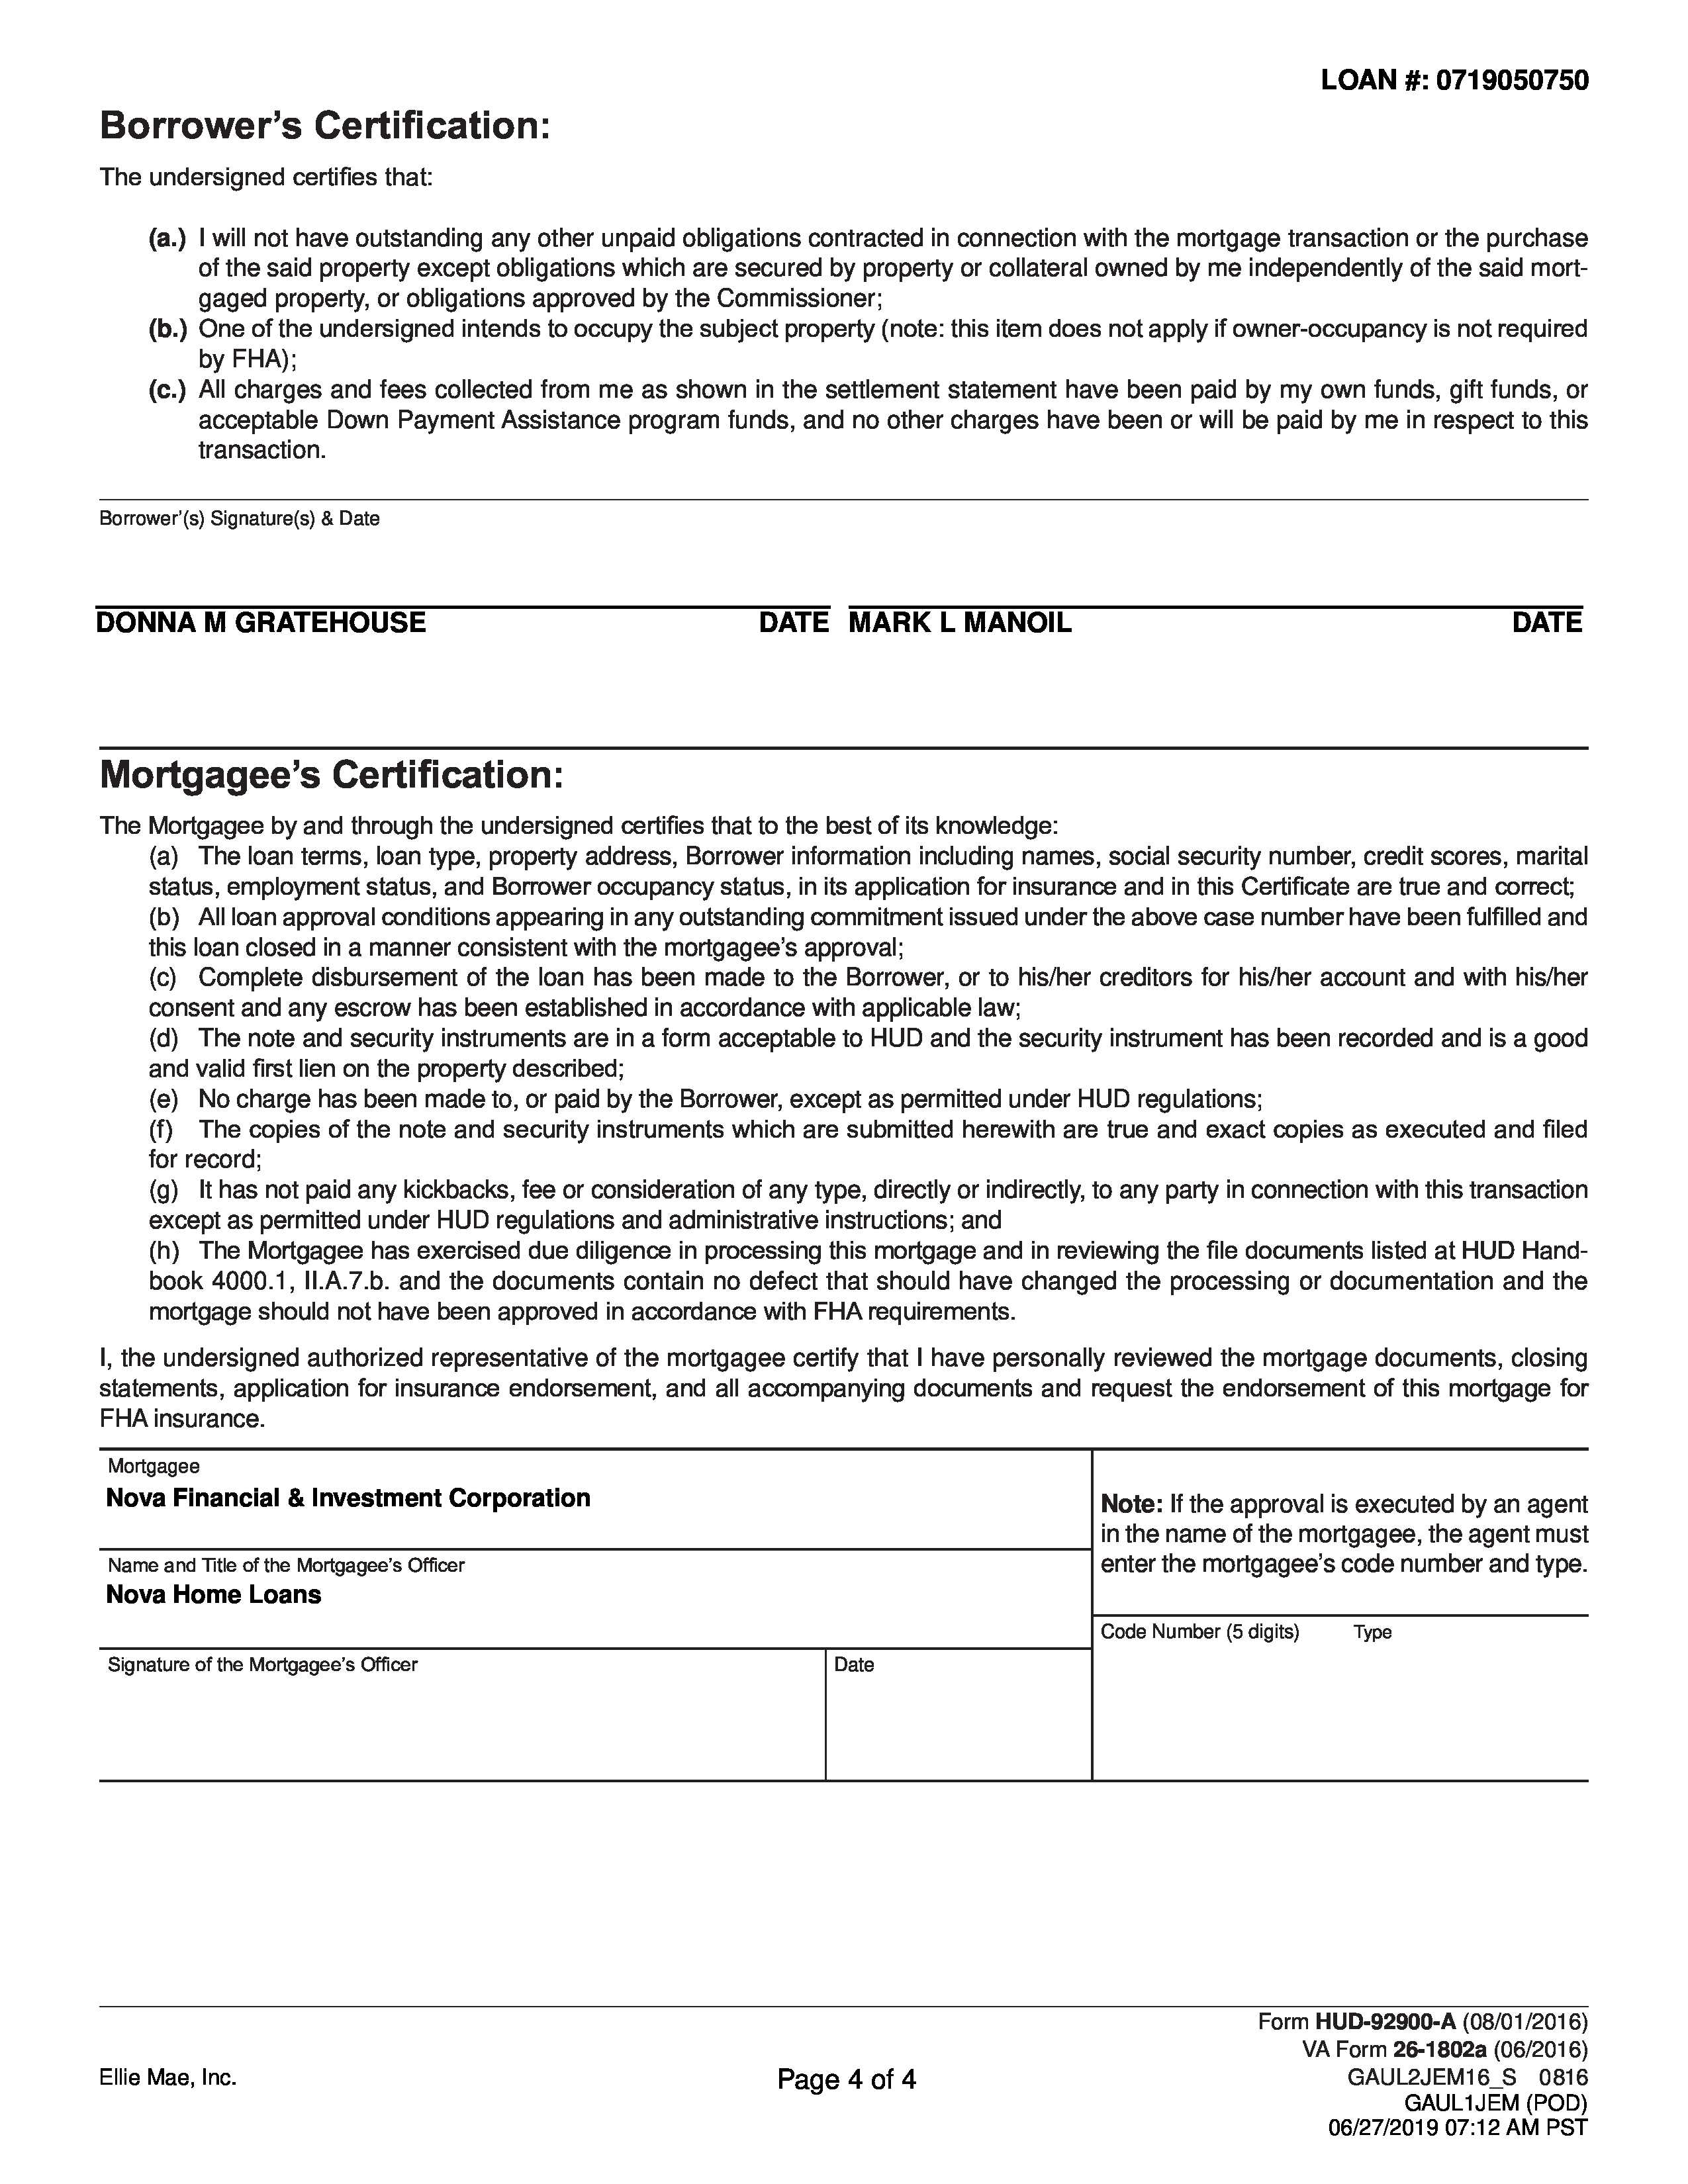 LOAN #: 0719050750
Borrower’s Certification:
The undersigned certifies that:
(a.) I will not have outstanding any other unpaid obligations contracted in connection with the mortgage transaction or the purchase
of the said property except obligations which are secured by property or collateral owned by me independently of the said mort-
gaged property, or obligations approved by the Commissioner;
(b.) One of the undersigned intends to occupy the subject property (note: this item does not apply if owner-occupancy is not required
by FHA);
(c.) All charges and fees collected from me as shown in the settlement statement have been paid by my own funds, gift funds, or
acceptable Down Payment Assistance program funds, and no other charges have been or will be paid by me in respect to this
transaction.
Borrower’(s) Signature(s) & Date
DONNA M GRATEHOUSE DATE MARK L MANOIL DATE
Mortgagee’s Certification:
The Mortgagee by and through the undersigned certifies that to the best of its knowledge:
(a) The loan terms, loan type, property address, Borrower information including names, social security number, credit scores, marital
status, employment status, and Borrower occupancy status, in its application for insurance and in this Certificate are true and correct;
(b) All loan approval conditions appearing in any outstanding commitment issued under the above case number have been fulfilled and
this loan closed in a manner consistent with the mortgagee’s approval;
(c) Complete disbursement of the loan has been made to the Borrower, or to his/her creditors for his/her account and with his/her
consent and any escrow has been established in accordance with applicable law;
(d) The note and security instruments are in a form acceptable to HUD and the security instrument has been recorded and is a good
and valid first lien on the property described;
(e) No charge has been made to, or paid by the Borrower, except as permitted under HUD regulations;
(f) The copies of the note and security instruments which are submitted herewith are true and exact copies as executed and filed
for record;
(g) It has not paid any kickbacks, fee or consideration of any type, directly or indirectly, to any party in connection with this transaction
except as permitted under HUD regulations and administrative instructions; and
(h) The Mortgagee has exercised due diligence in processing this mortgage and in reviewing the file documents listed at HUD Hand-
book 4000.1, II.A.7.b. and the documents contain no defect that should have changed the processing or documentation and the
mortgage should not have been approved in accordance with FHA requirements.
I, the undersigned authorized representative of the mortgagee certify that I have personally reviewed the mortgage documents, closing
statements, application for insurance endorsement, and all accompanying documents and request the endorsement of this mortgage for
FHA insurance.
Mortgagee
Nova Financial & Investment Corporation
Name and Title of the Mortgagee’s Officer
Nova Home Loans
Signature of the Mortgagee’s Officer
Date
Note: If the approval is executed by an agent
in the name of the mortgagee, the agent must
enter the mortgagee’s code number and type.
Code Number (5 digits) Type
Form HUD-92900-A (08/01/2016)
VA Form 26-1802a (06/2016)
Ellie Mae, Inc. Page 4 of 4 GAUL2JEM16_S 0816
GAUL1JEM (POD)
06/27/2019 07:12 AM PST